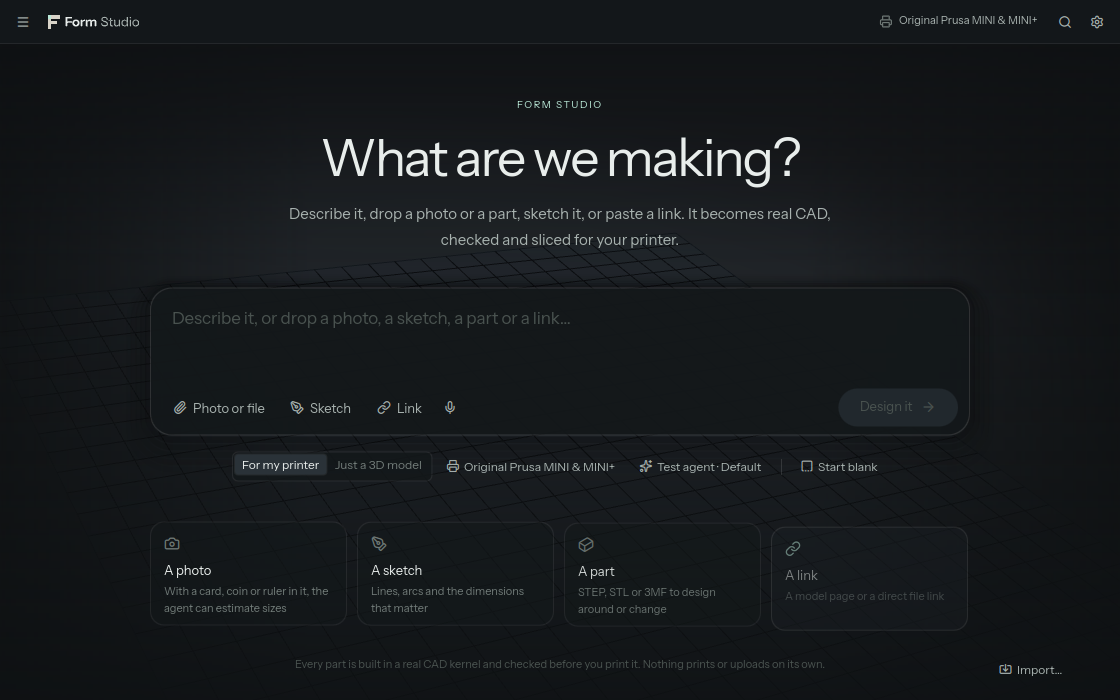 Form Studio
Original Prusa MINI & MINI+
FORM STUDIO
What are we making?
Describe it, drop a photo or a part, sketch it, or paste a link. It becomes real CAD,
checked and sliced for your printer.
Describe it, or drop a photo, a sketch, a part or a link...
Photo or file
Sketch
Link
Design it
For my printer
Just a 3D model
Original Prusa MINI & MINI+
Test agent · Default
Start blank
A photo
With a card, coin or ruler in it, the
agent can estimate sizes
A sketch
Lines, arcs and the dimensions
that matter
A part
STEP, STL or 3MF to design
around or change
A link
A model page or a direct file link
Every part is built in a real CAD kernel and checked before you print it. Nothing prints or uploads on its own.
Import...